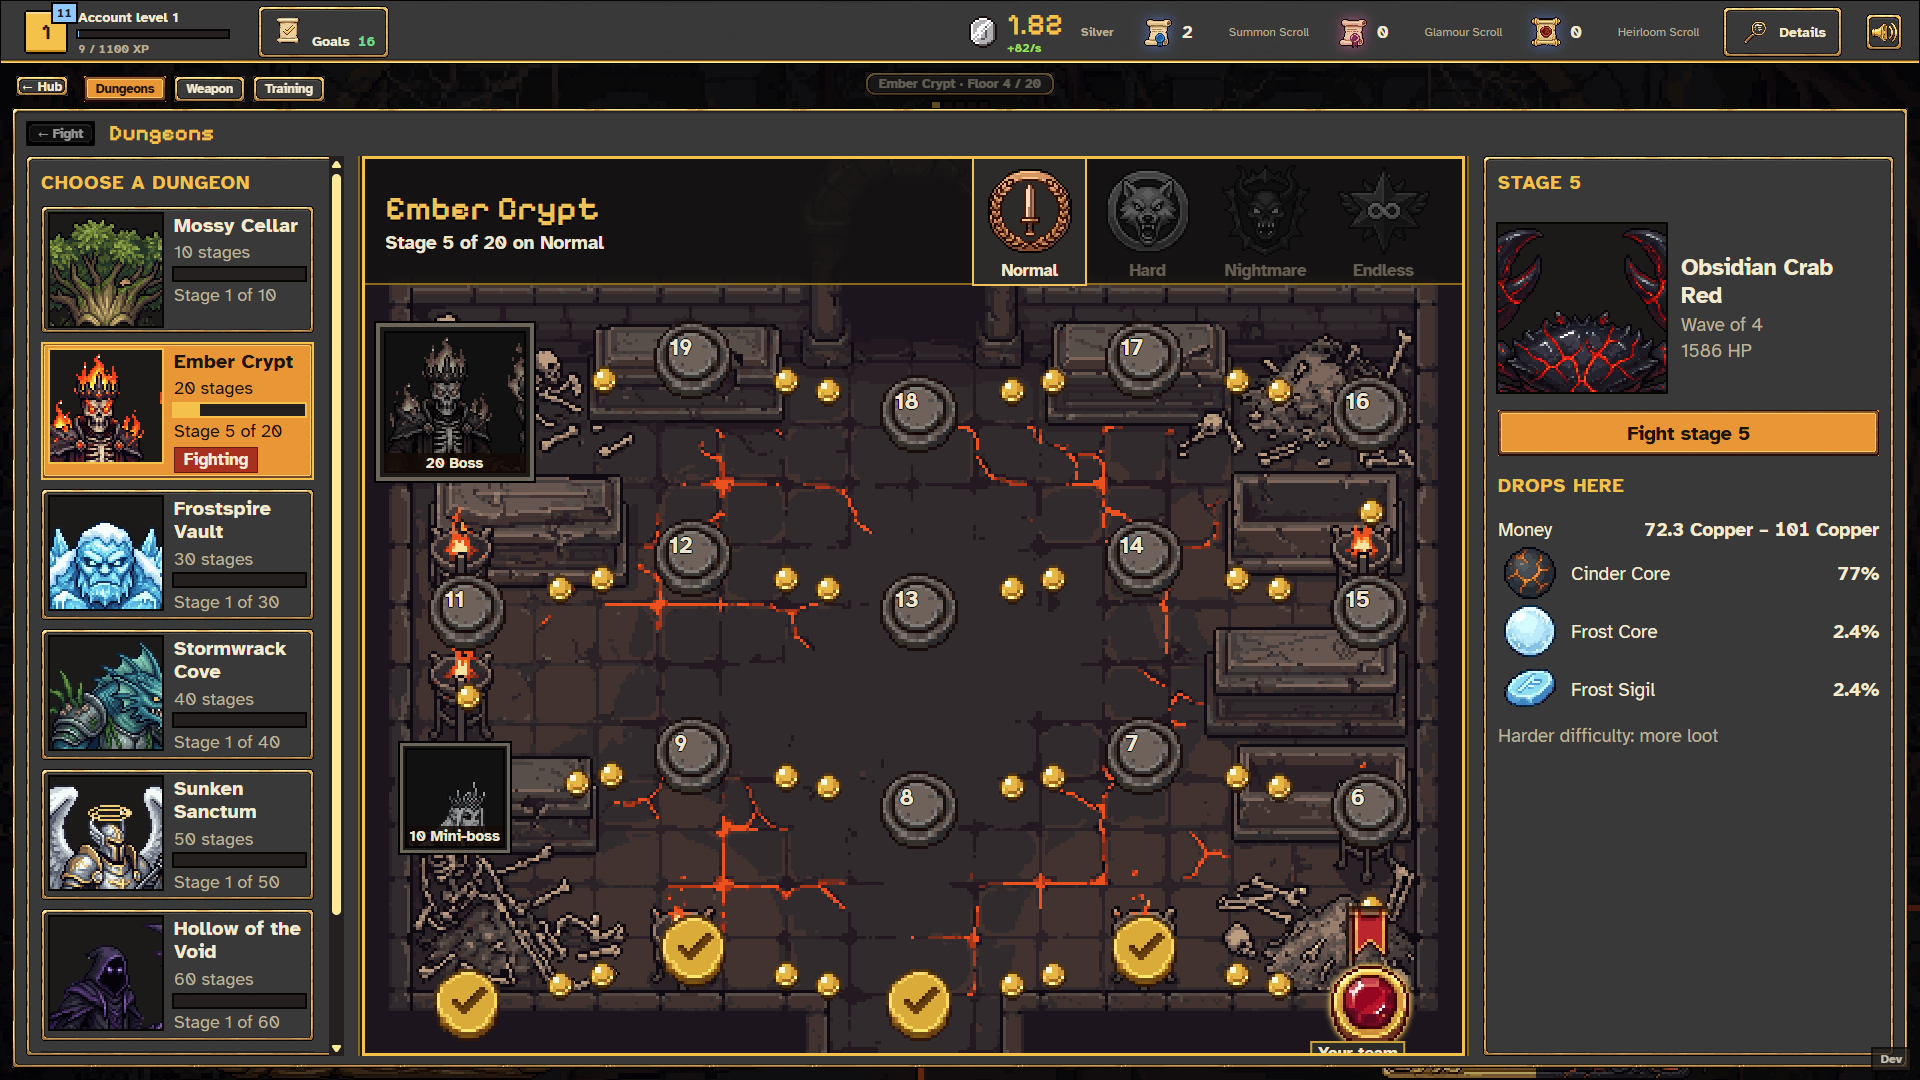 11
1
Account level 1
9 / 1100 XP
Goals 16
1.82
+82/s
Silver
2
Summon Scroll
0
Glamour Scroll
0
Heirloom Scroll
Details
← Hub
Dungeons
Weapon
Training
Ember Crypt · Floor 4 / 20
← Fight
Dungeons
CHOOSE A DUNGEON
Mossy Cellar
10 stages
Stage 1 of 10
Ember Crypt
20 stages
Stage 5 of 20
Fighting
Frostspire
Vault
30 stages
Stage 1 of 30
Stormwrack
Cove
40 stages
Stage 1 of 40
Sunken
Sanctum
50 stages
Stage 1 of 50
Hollow of the
Void
60 stages
Stage 1 of 60
Ember Crypt
Stage 5 of 20 on Normal
Normal
Hard
Nightmare
Endless
19
17
18
16
20 Boss
12
14
11
13
15
9
7
8
6
10 Mini-boss
Your team
STAGE 5
Obsidian Crab
Red
Wave of 4
1586 HP
Fight stage 5
DROPS HERE
Money 72.3 Copper – 101 Copper
Cinder Core 77%
Frost Core 2.4%
Frost Sigil 2.4%
Harder difficulty: more loot
Dev